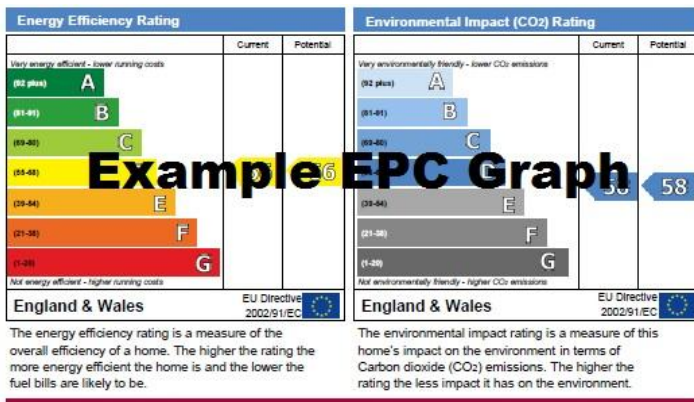 Energy Efficiency Rating
Current Potential
Very energy efficient - lower running costs
(92 plus) A
(81-91) B
(69-80) C
(55-68)
(39-54) E
(21-38) F
(1-20) G
Not energy efficient - higher running costs
England & Wales
EU Directive
2002/91/EC
The energy efficiency rating is a measure of the
overall efficiency of a home. The higher the rating the
more energy efficient the home is and the lower the
fuel bills are likely to be.
Environmental Impact (CO2) Rating
Current Potential
Very environmentally friendly - lower CO2 emissions
(92 plus) A
(81-91) B
(69-80) C
D
(39-54) E
(21-38) F
(1-20) G
58
Not environmentally friendly - higher CO2 emissions
England & Wales
EU Directive
2002/91/EC
The environmental impact rating is a measure of this
home's impact on the environment in terms of
Carbon dioxide (CO2) emissions. The higher the
rating the less impact it has on the environment.
Example EPC Graph